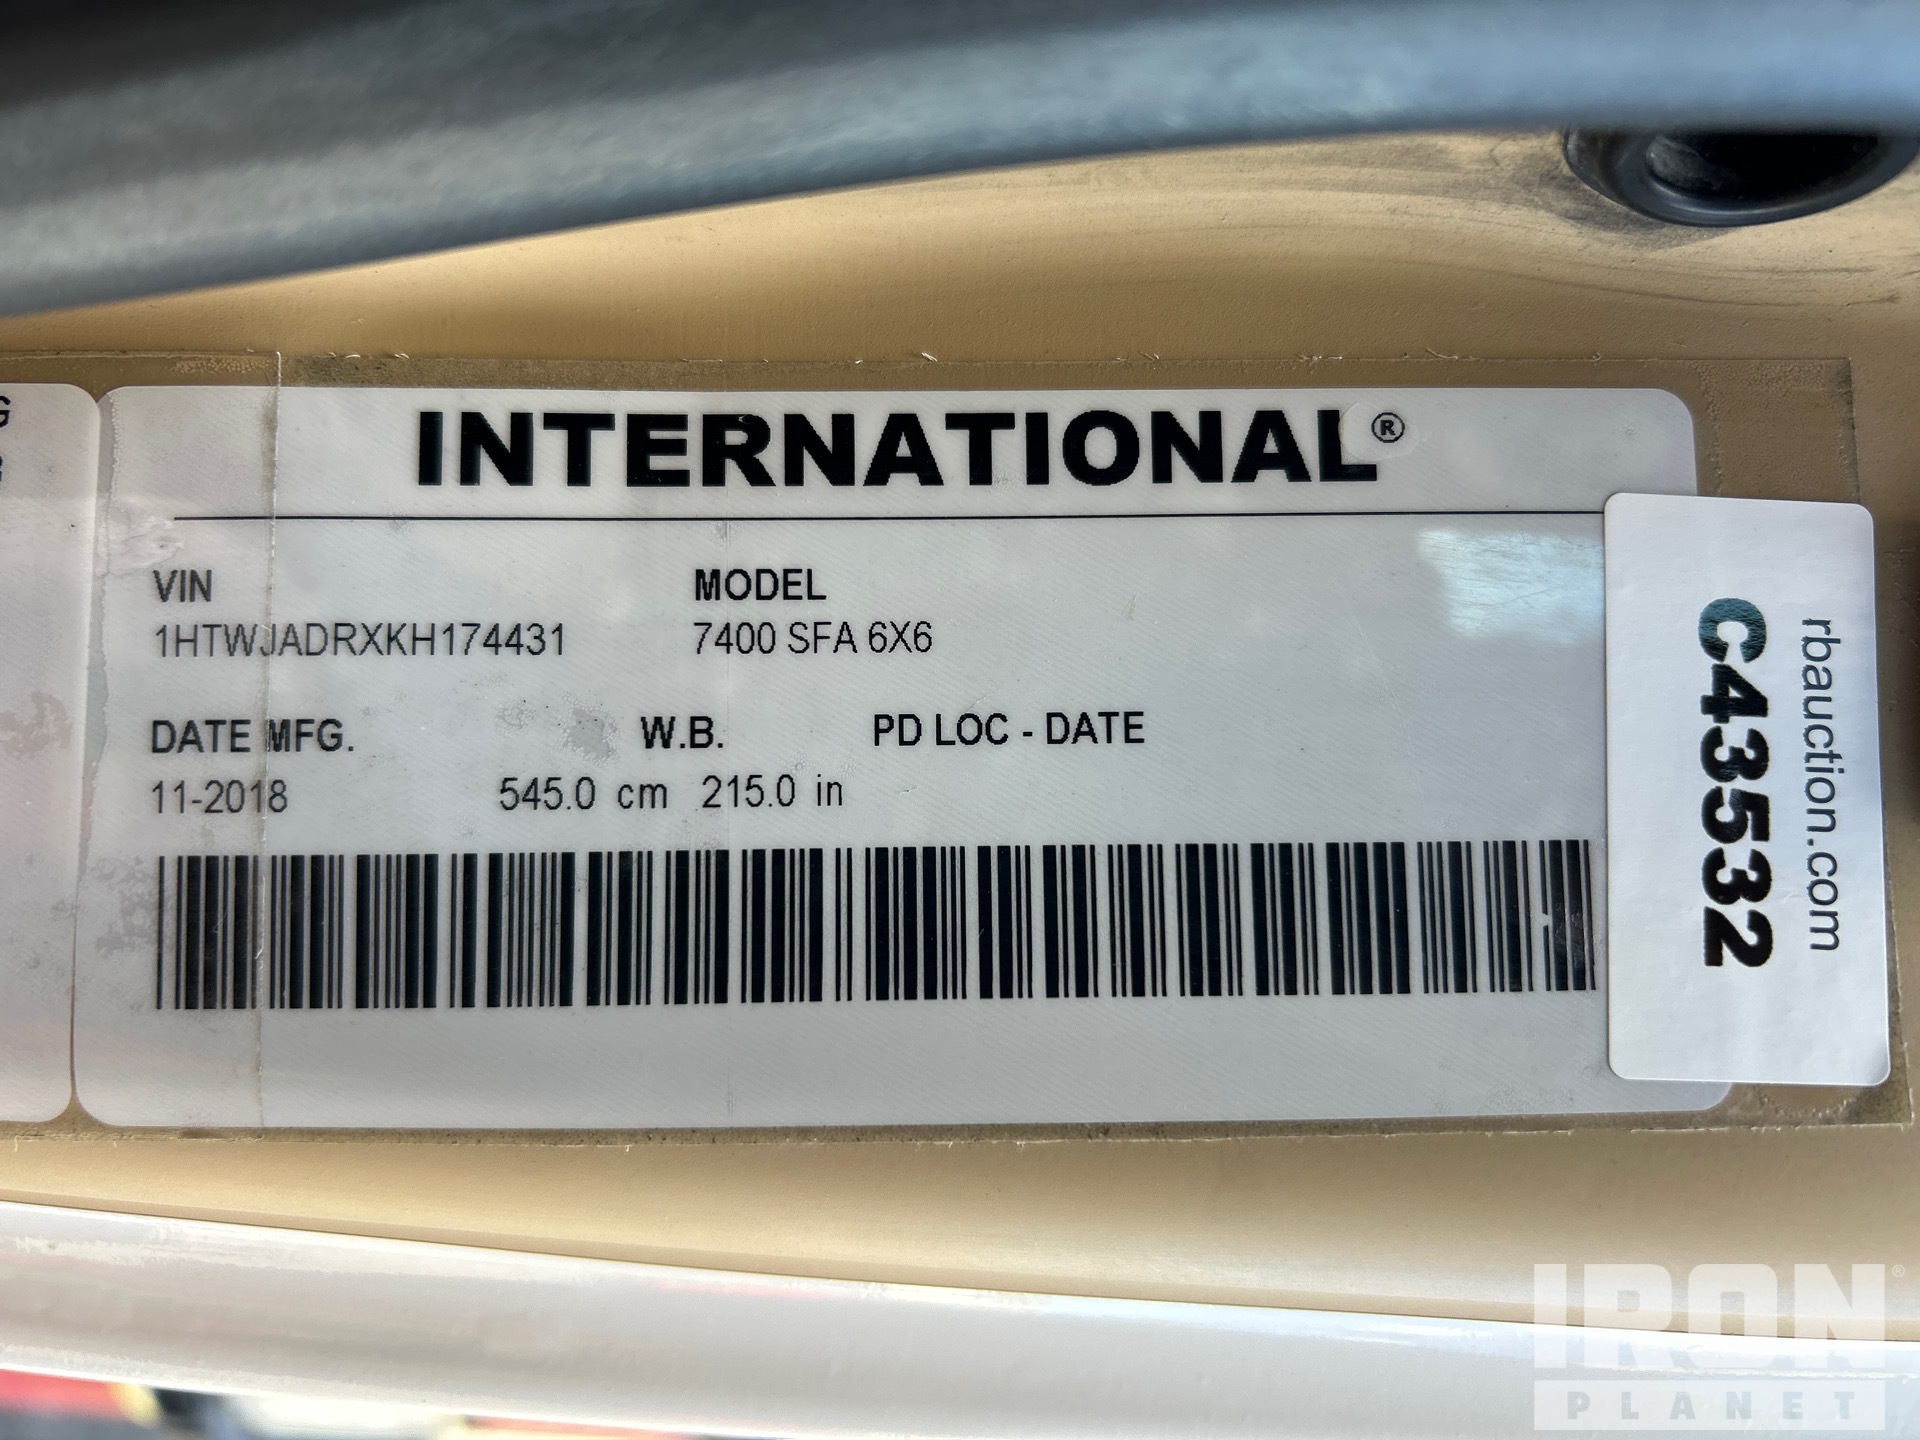 INTERNATIONAL®
VIN
1HTWJADRXKH174431
MODEL
7400 SFA 6X6
DATE MFG.
11-2018
W.B.
545.0 cm 215.0 in
PD LOC - DATE
rbauction.com
C43532
IRON®
PLANET